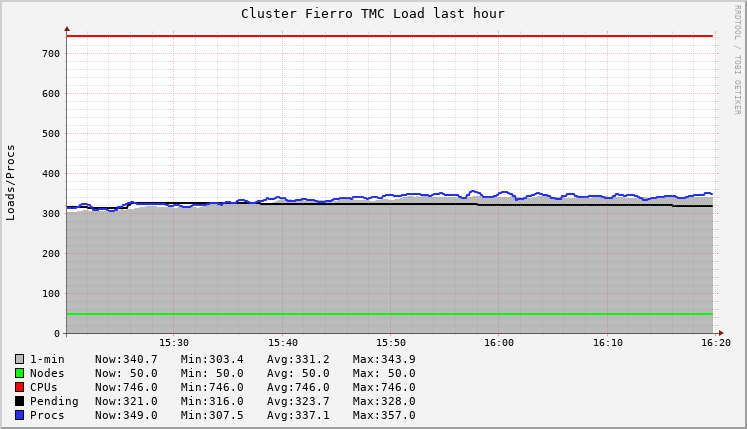 Cluster Fierro TMC Load last hour
RRDTOOL / TOBI OETIKER
Loads/Procs
700
600
500
400
300
200
100
0
15:30 15:40 15:50 16:00 16:10 16:20
1-min Now:340.7 Min:303.4 Avg:331.2 Max:343.9
Nodes Now: 50.0 Min: 50.0 Avg: 50.0 Max: 50.0
CPUs Now:746.0 Min:746.0 Avg:746.0 Max:746.0
Pending Now:321.0 Min:316.0 Avg:323.7 Max:328.0
Procs Now:349.0 Min:307.5 Avg:337.1 Max:357.0